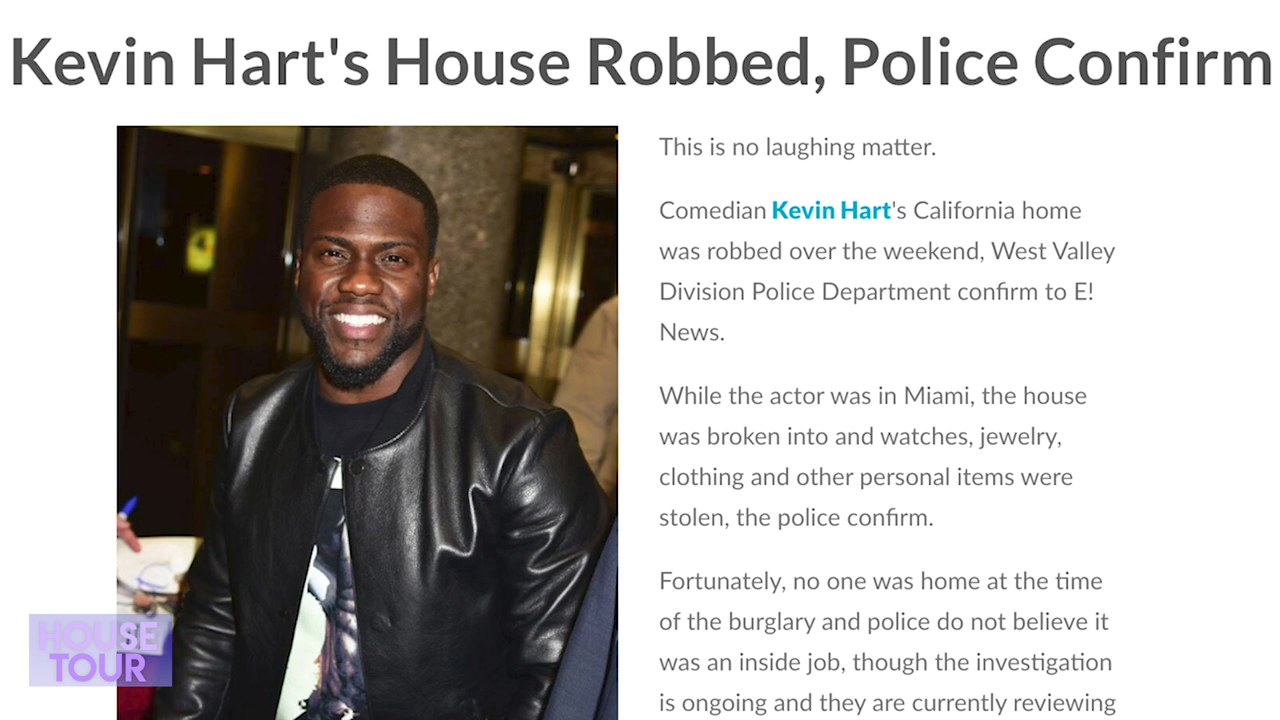 Kevin Hart's House Robbed, Police Confirm
This is no laughing matter.
Comedian Kevin Hart's California home
was robbed over the weekend, West Valley
Division Police Department confirm to E!
News.
While the actor was in Miami, the house
was broken into and watches, jewelry,
clothing and other personal items were
stolen, the police confirm.
Fortunately, no one was home at the time
of the burglary and police do not believe it
was an inside job, though the investigation
is ongoing and they are currently reviewing
HOUSE
TOUR